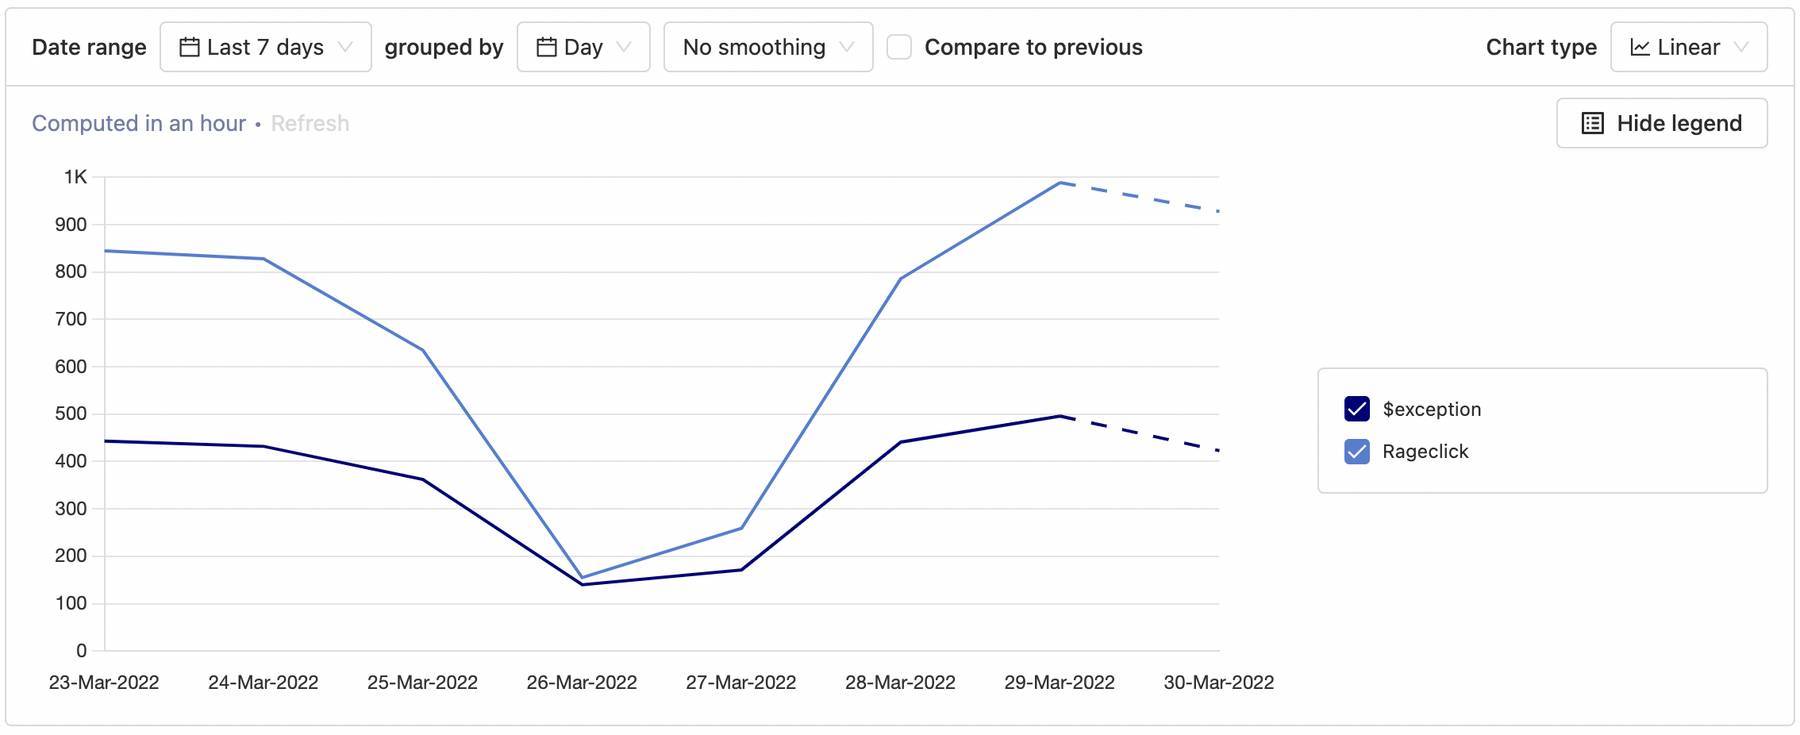 Date range Last 7 days grouped by Day No smoothing Compare to previous Chart type Linear
Computed in an hour • Refresh Hide legend
1K
900
800
700
600
500
400
300
200
100
0
23-Mar-2022 24-Mar-2022 25-Mar-2022 26-Mar-2022 27-Mar-2022 28-Mar-2022 29-Mar-2022 30-Mar-2022
$exception
Rageclick